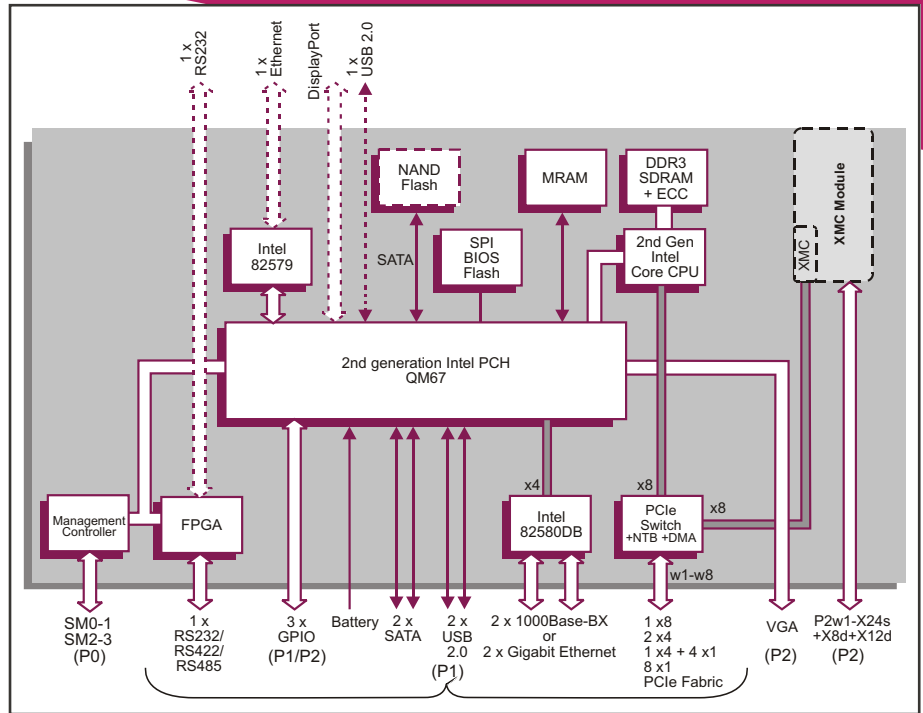 1 x
RS232
1 x
Ethernet
DisplayPort
1 x
USB 2.0
NAND
Flash
MRAM
DDR3
SDRAM
+ ECC
XMC Module
XMC
Intel
82579
SATA
SPI
BIOS
Flash
2nd Gen
Intel
Core CPU
2nd generation Intel PCH
QM67
x4
x8
x8
Management
Controller
FPGA
Intel
82580DB
PCIe
Switch
+NTB +DMA
w1-w8
SM0-1
SM2-3
(P0)
1 x
RS232/
RS422/
RS485
3 x
GPIO
(P1/P2)
Battery
2 x
SATA
2 x
USB
2.0
(P1)
2 x 1000Base-BX
or
2 x Gigabit Ethernet
1 x8
2 x4
1 x4 + 4 x1
8 x1
PCIe Fabric
VGA
(P2)
P2w1-X24s
+X8d+X12d
(P2)